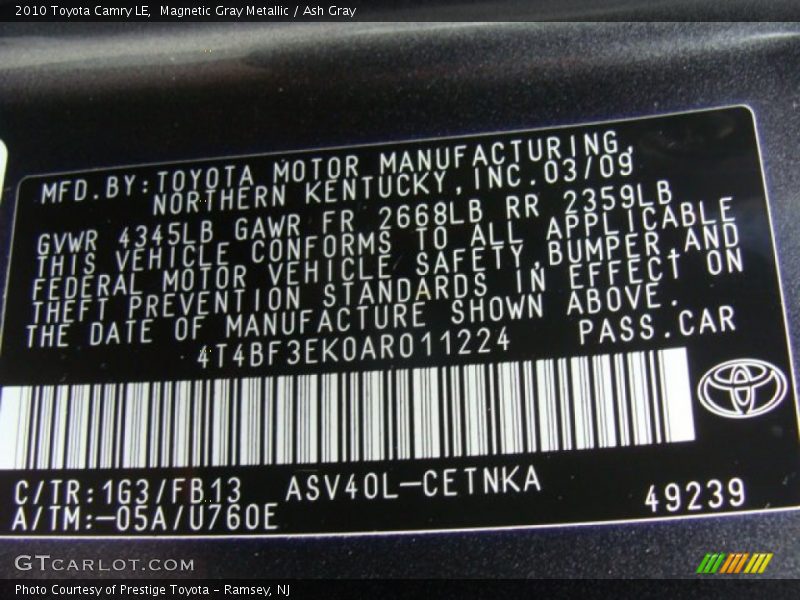 2010 Toyota Camry LE, Magnetic Gray Metallic / Ash Gray
MFD.BY:TOYOTA MOTOR MANUFACTURING,
NORTHERN KENTUCKY,INC.03/09
GVWR 4345LB GAWR FR 2668LB RR 2359LB
THIS VEHICLE CONFORMS TO ALL APPLICABLE
FEDERAL MOTOR VEHICLE SAFETY,BUMPER,AND
THEFT PREVENTION STANDARDS IN EFFECT ON
THE DATE OF MANUFACTURE SHOWN ABOVE.
4T4BF3EK0AR011224 PASS.CAR
C/TR:1G3/FB13 ASV40L-CETNKA
A/TM:-05A/U760E 49239
GTCARLOT.COM
Photo Courtesy of Prestige Toyota - Ramsey, NJ